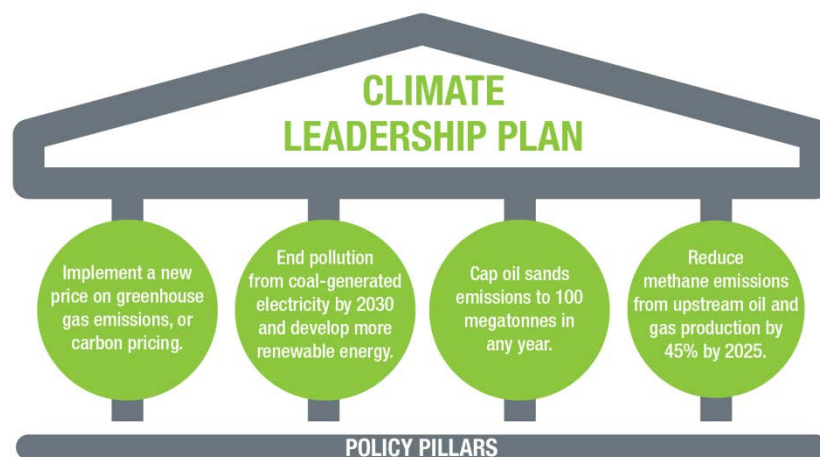 CLIMATE
LEADERSHIP PLAN
Implement a new
price on greenhouse
gas emissions, or
carbon pricing.
End pollution
from coal-generated
electricity by 2030
and develop more
renewable energy.
Cap oil sands
emissions to 100
megatonnes in
any year.
Reduce
methane emissions
from upstream oil and
gas production by
45% by 2025.
POLICY PILLARS